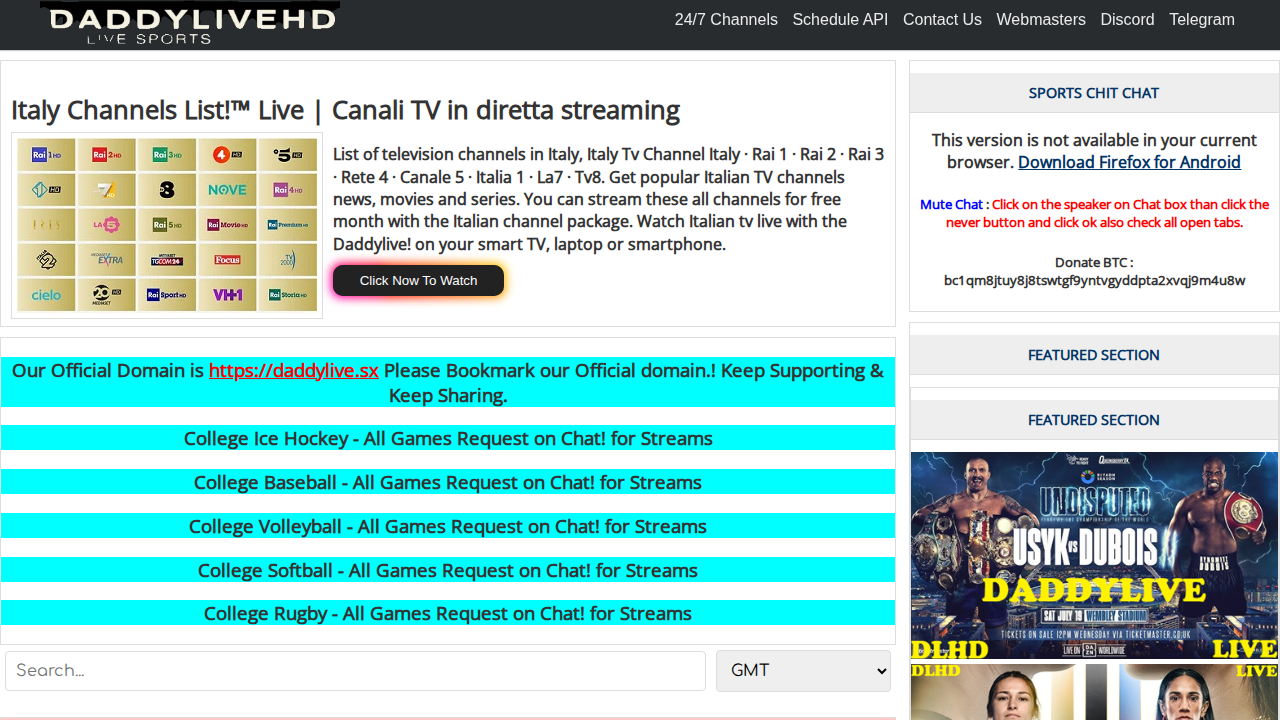 DADDYLIVEHD
LIVE SPORTS
24/7 Channels Schedule API Contact Us Webmasters Discord Telegram
Italy Channels List!™ Live | Canali TV in diretta streaming
Rai 1 HD Rai 2 HD Rai 3 HD 4 HD 5 HD
1 HD 7 8 NOVE Rai 4 HD
IRIS LA 5 Rai 5 HD Rai Movie HD Rai Premium HD
27 MEDIASET EXTRA MEDIASET TGCOM24 Focus TV 2000
cielo 20 HD MEDIASET Rai Sport HD VH1 Rai Storia HD
List of television channels in Italy, Italy Tv Channel Italy · Rai 1 · Rai 2 · Rai 3
· Rete 4 · Canale 5 · Italia 1 · La7 · Tv8. Get popular Italian TV channels
news, movies and series. You can stream these all channels for free
month with the Italian channel package. Watch Italian tv live with the
Daddylive! on your smart TV, laptop or smartphone.
Click Now To Watch
Our Official Domain is https://daddylive.sx Please Bookmark our Official domain.! Keep Supporting &
Keep Sharing.
College Ice Hockey - All Games Request on Chat! for Streams
College Baseball - All Games Request on Chat! for Streams
College Volleyball - All Games Request on Chat! for Streams
College Softball - All Games Request on Chat! for Streams
College Rugby - All Games Request on Chat! for Streams
Search...
GMT
SPORTS CHIT CHAT
This version is not available in your current
browser. Download Firefox for Android
Mute Chat : Click on the speaker on Chat box than click the
never button and click ok also check all open tabs.
Donate BTC :
bc1qm8jtuy8j8tswtgf9yntvgyddpta2xvqj9m4u8w
FEATURED SECTION
FEATURED SECTION
RIYADH SEASON
UNDISPUTED
USYK VS DUBOIS
DADDYLIVE
SAT JULY 19 WEMBLEY STADIUM
TICKETS ON SALE 12PM WEDNESDAY VIA TICKETMASTER.CO.UK
LIVE ON DAZN WORLDWIDE
DLHD LIVE
DLHD LIVE